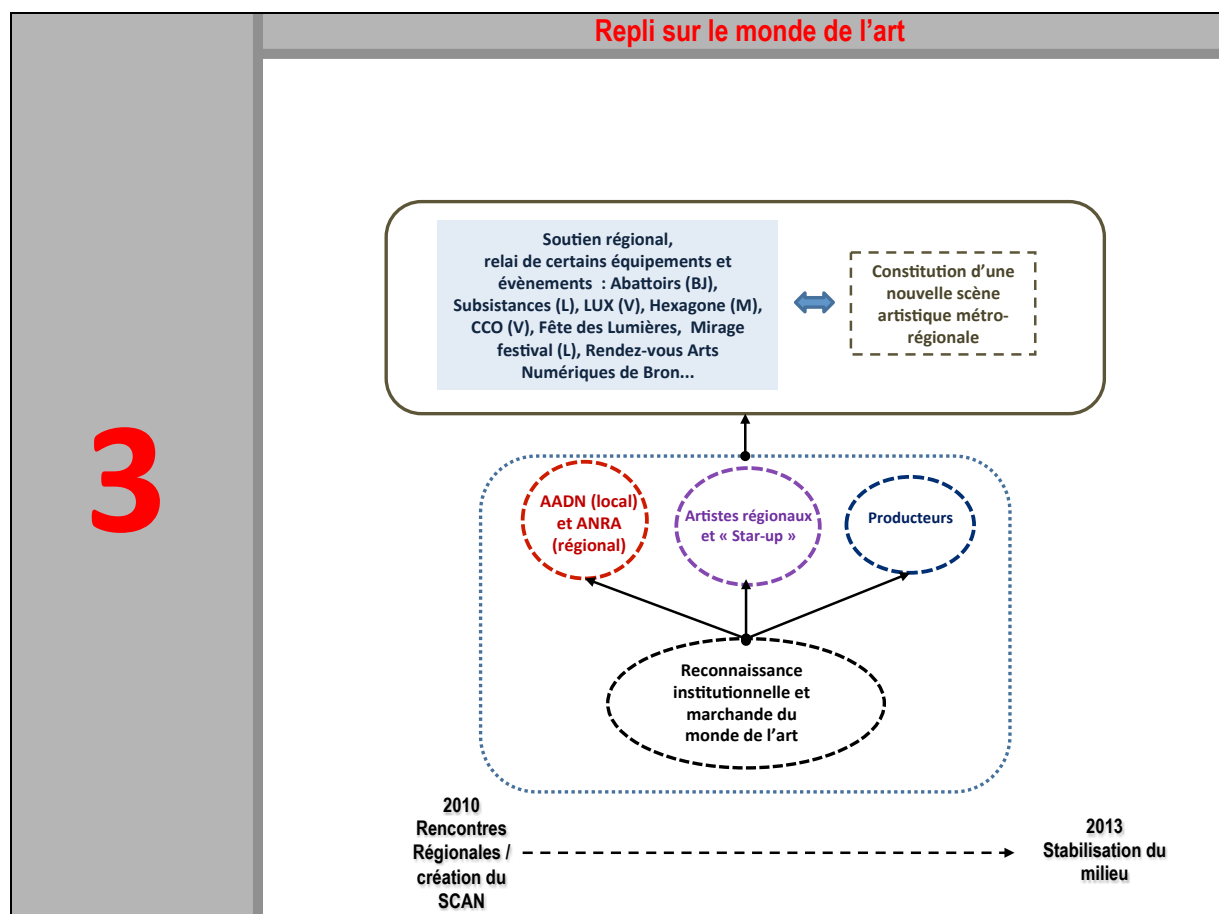 Repli sur le monde de l’art
3
Soutien régional,
relai de certains équipements et
évènements : Abattoirs (BJ),
Subsistances (L), LUX (V), Hexagone (M),
CCO (V), Fête des Lumières, Mirage
festival (L), Rendez-vous Arts
Numériques de Bron...
Constitution d’une
nouvelle scène
artistique métro-
régionale
AADN (local)
et ANRA
(régional)
Artistes régionaux
et « Star-up »
Producteurs
Reconnaissance
institutionnelle et
marchande du
monde de l’art
2010
Rencontres
Régionales /
création du
SCAN
2013
Stabilisation du
milieu